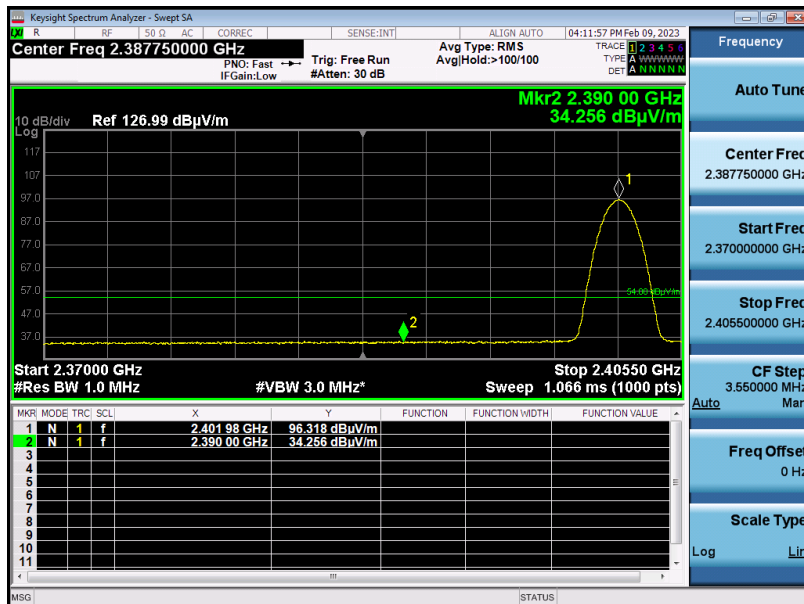 Keysight Spectrum Analyzer - Swept SA
LXI R RF 50 Ω AC CORREC SENSE:INT ALIGN AUTO 04:11:57 PM Feb 09, 2023
Center Freq 2.387750000 GHz
PNO: Fast
IFGain:Low
Trig: Free Run
#Atten: 30 dB
Avg Type: RMS
Avg|Hold:>100/100
TRACE 1 2 3 4 5 6
TYPE A W W W W W
DET A N N N N N
Mkr2 2.390 00 GHz
34.256 dBµV/m
10 dB/div Ref 126.99 dBµV/m
Log
117
107
97.0
87.0
77.0
67.0
57.0
47.0
37.0
1
2
54.00 dBµV/m
Start 2.37000 GHz Stop 2.40550 GHz
#Res BW 1.0 MHz #VBW 3.0 MHz* Sweep 1.066 ms (1000 pts)
MKR MODE TRC SCL X Y FUNCTION FUNCTION WIDTH FUNCTION VALUE
1 N 1 f 2.401 98 GHz 96.318 dBµV/m
2 N 1 f 2.390 00 GHz 34.256 dBµV/m
3
4
5
6
7
8
9
10
11
MSG STATUS
Frequency
Auto Tune
Center Freq
2.387750000 GHz
Start Freq
2.370000000 GHz
Stop Freq
2.405500000 GHz
CF Step
3.550000 MHz
Auto Man
Freq Offset
0 Hz
Scale Type
Log Lin